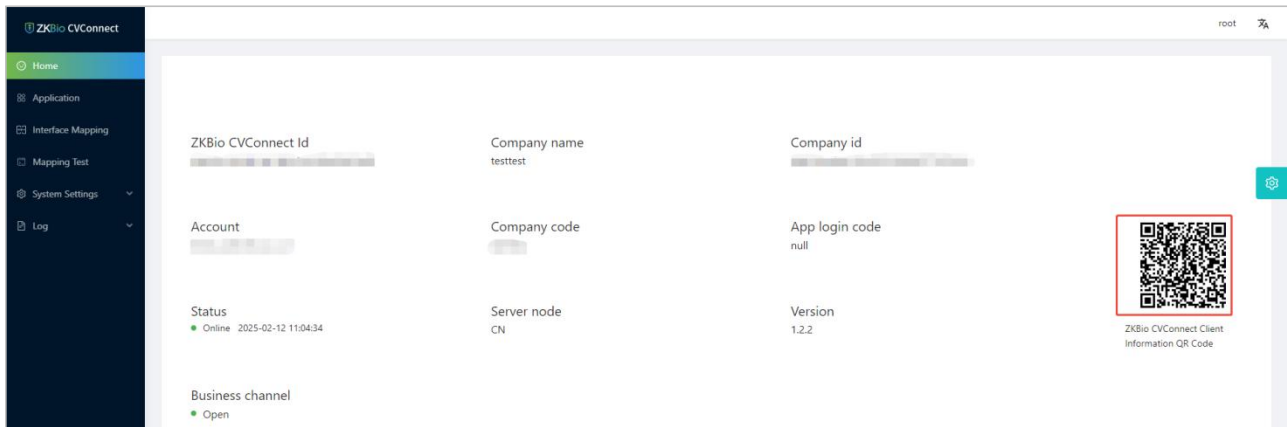 ZKBio CVConnect
root
Home
Application
Interface Mapping
Mapping Test
System Settings
Log
ZKBio CVConnect Id
Company name
testtest
Company id
Account
Company code
App login code
null
Status
Online 2025-02-12 11:04:34
Server node
CN
Version
1.2.2
ZKBio CVConnect Client
Information QR Code
Business channel
Open